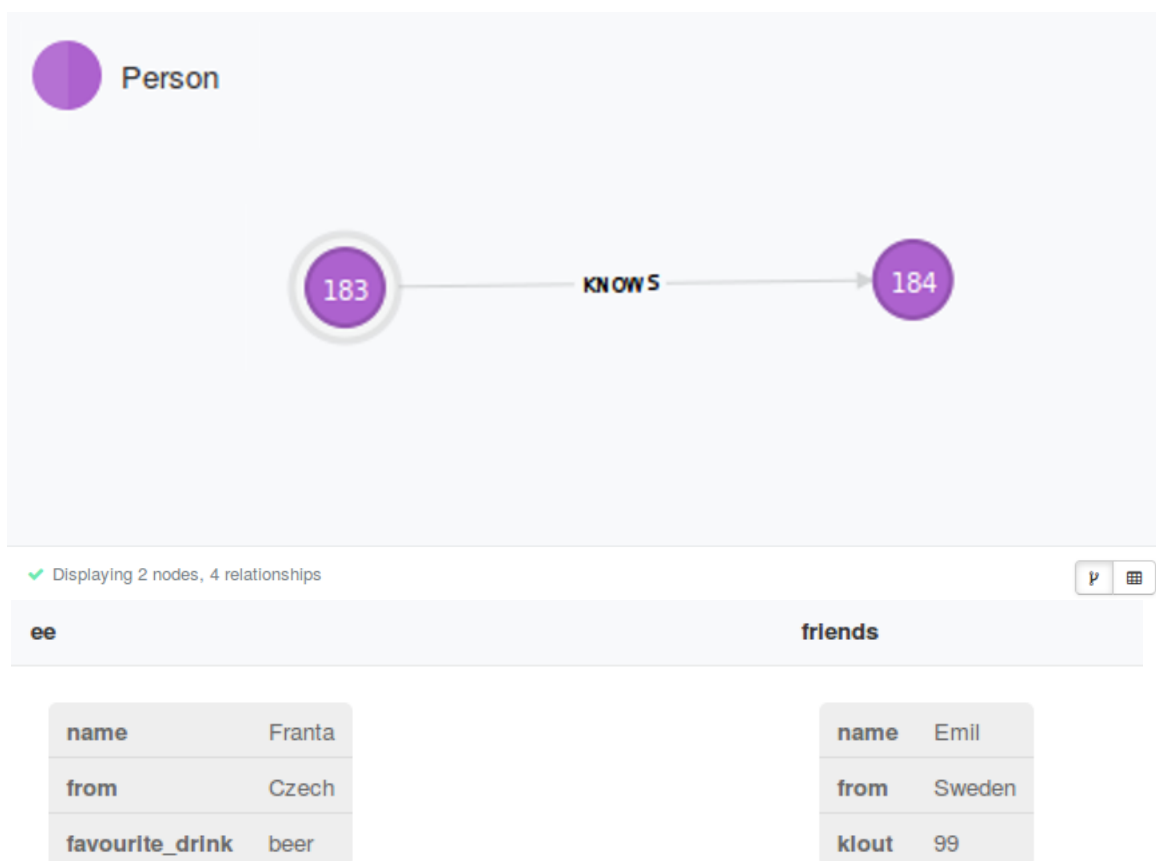 Person
183 KNOWS 184
Displaying 2 nodes, 4 relationships
ee friends
name Franta name Emil
from Czech from Sweden
favourite_drink beer klout 99